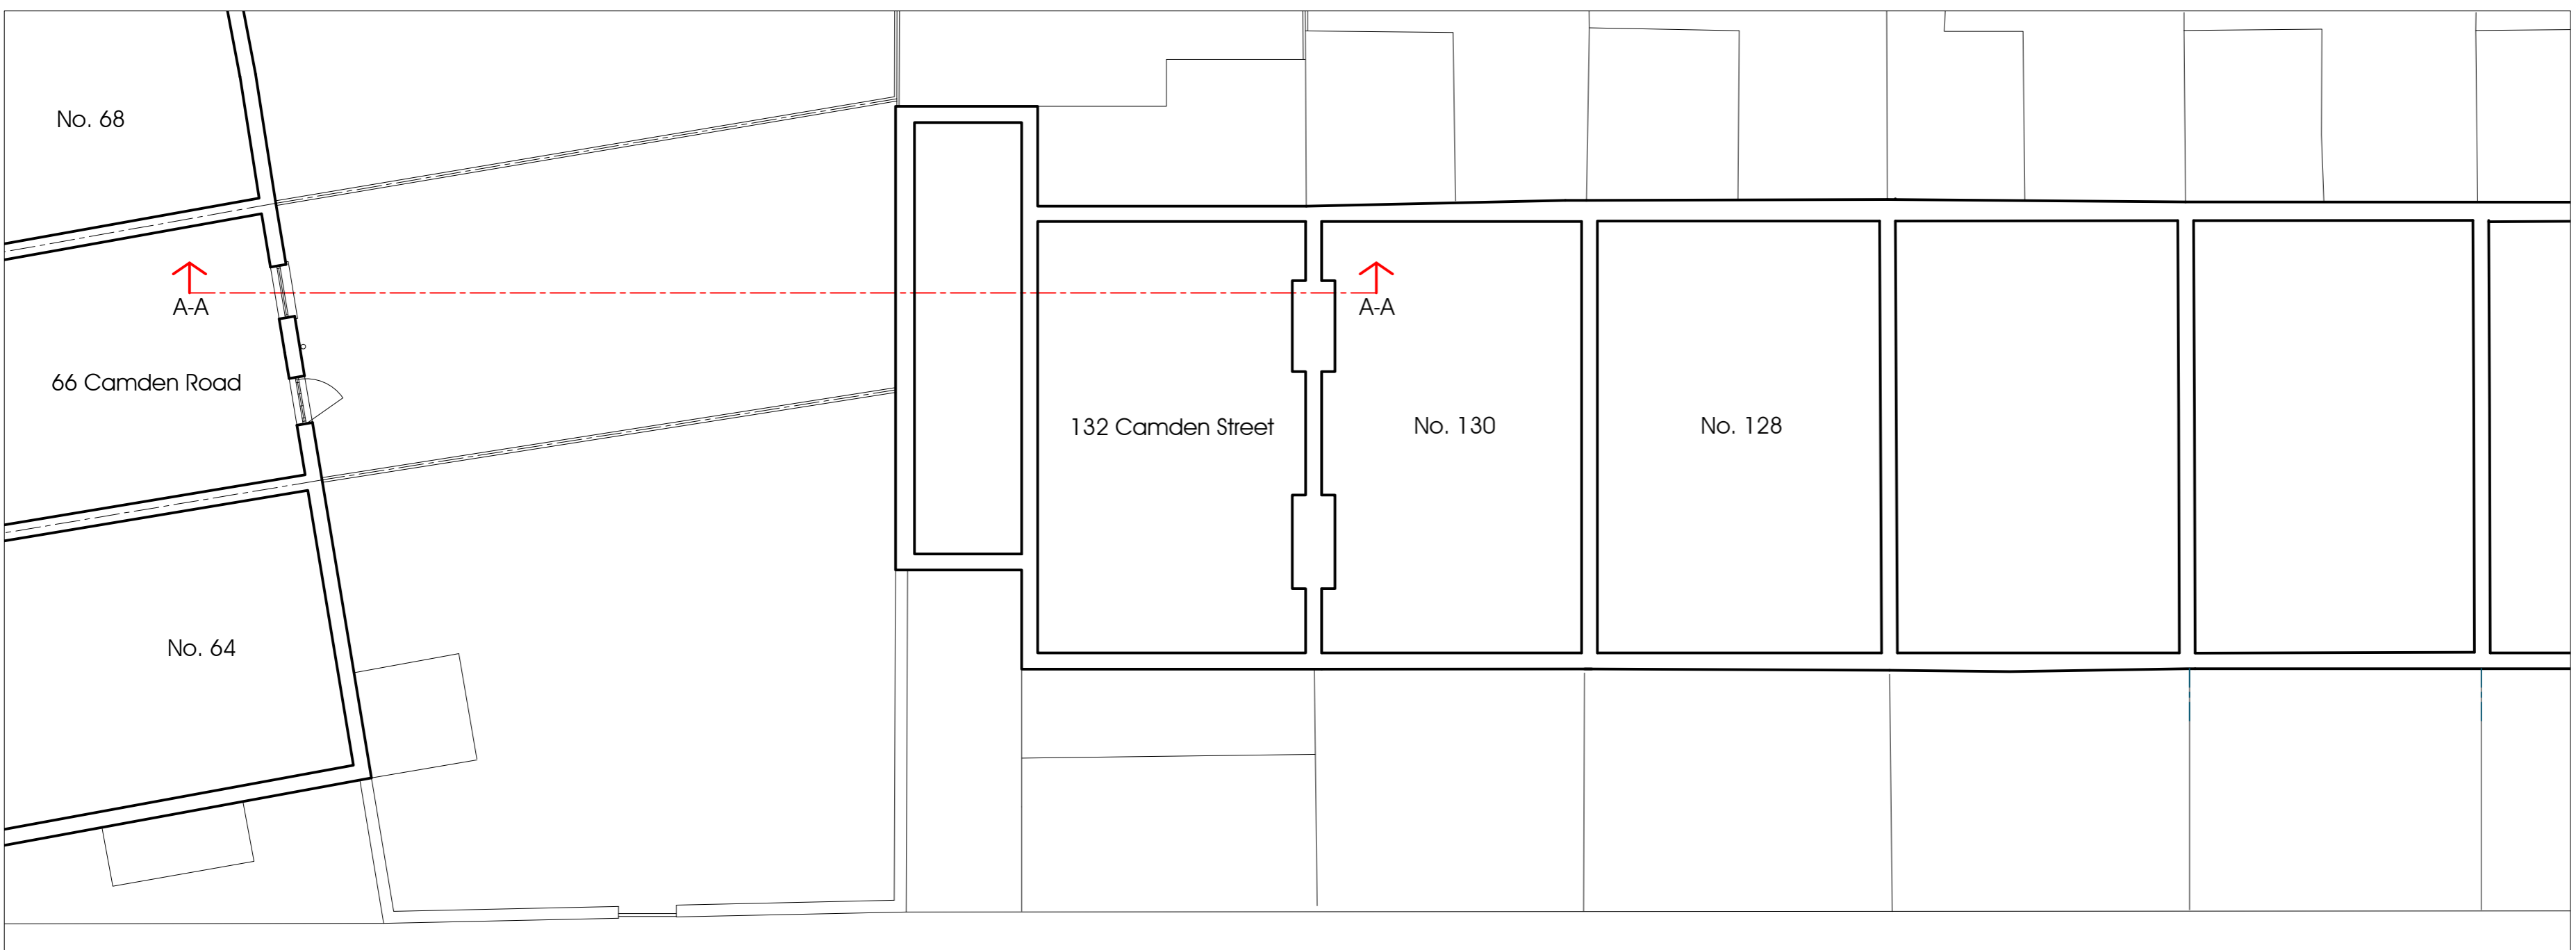 No. 68
A-A
A-A
66 Camden Road
132 Camden Street
No. 130
No. 128
No. 64